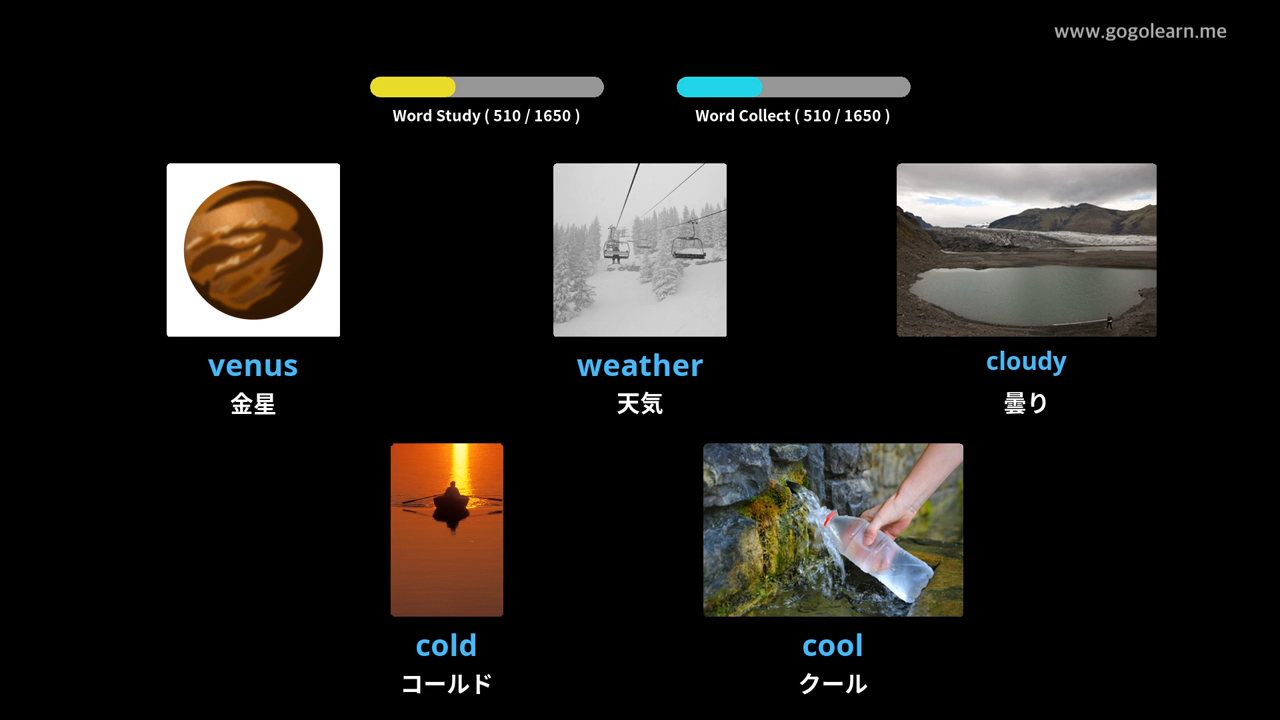 www.gogolearn.me
Word Study ( 510 / 1650 )
Word Collect ( 510 / 1650 )
venus
金星
weather
天気
cloudy
曇り
cold
コールド
cool
クール